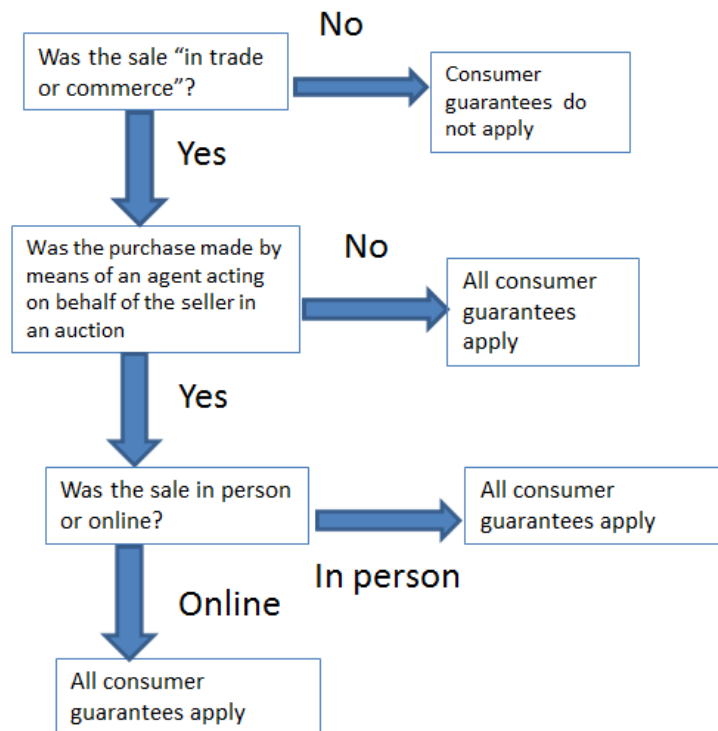 No
Was the sale “in trade
or commerce”?
Consumer
guarantees do
not apply
Yes
Was the purchase made by
means of an agent acting
on behalf of the seller in
an auction
No
All consumer
guarantees
apply
Yes
Was the sale in person
or online?
All consumer
guarantees apply
In person
Online
All consumer
guarantees apply